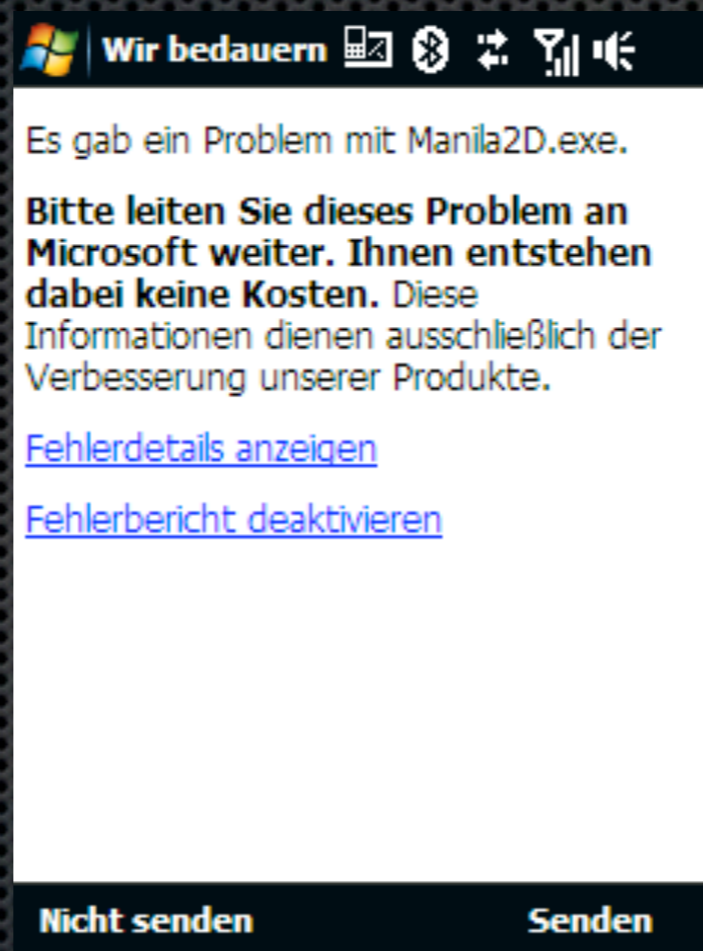 Wir bedauern
Es gab ein Problem mit Manila2D.exe.
Bitte leiten Sie dieses Problem an
Microsoft weiter. Ihnen entstehen
dabei keine Kosten. Diese
Informationen dienen ausschließlich der
Verbesserung unserer Produkte.
Fehlerdetails anzeigen
Fehlerbericht deaktivieren
Nicht senden Senden